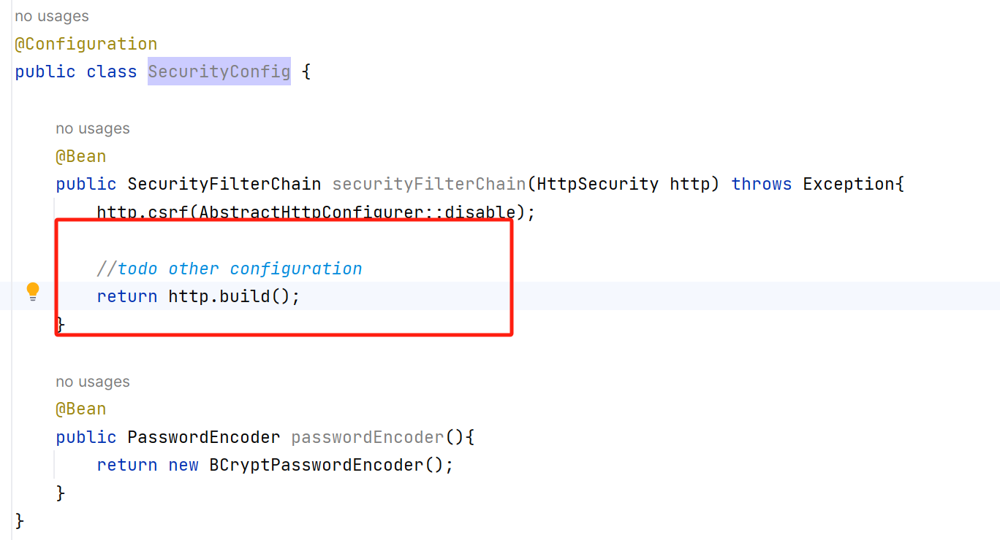 no usages
@Configuration
public class SecurityConfig {
no usages
@Bean
public SecurityFilterChain securityFilterChain(HttpSecurity http) throws Exception{
http.csrf(AbstractHttpConfigurer::disable);
//todo other configuration
return http.build();
}
no usages
@Bean
public PasswordEncoder passwordEncoder(){
return new BCryptPasswordEncoder();
}
}